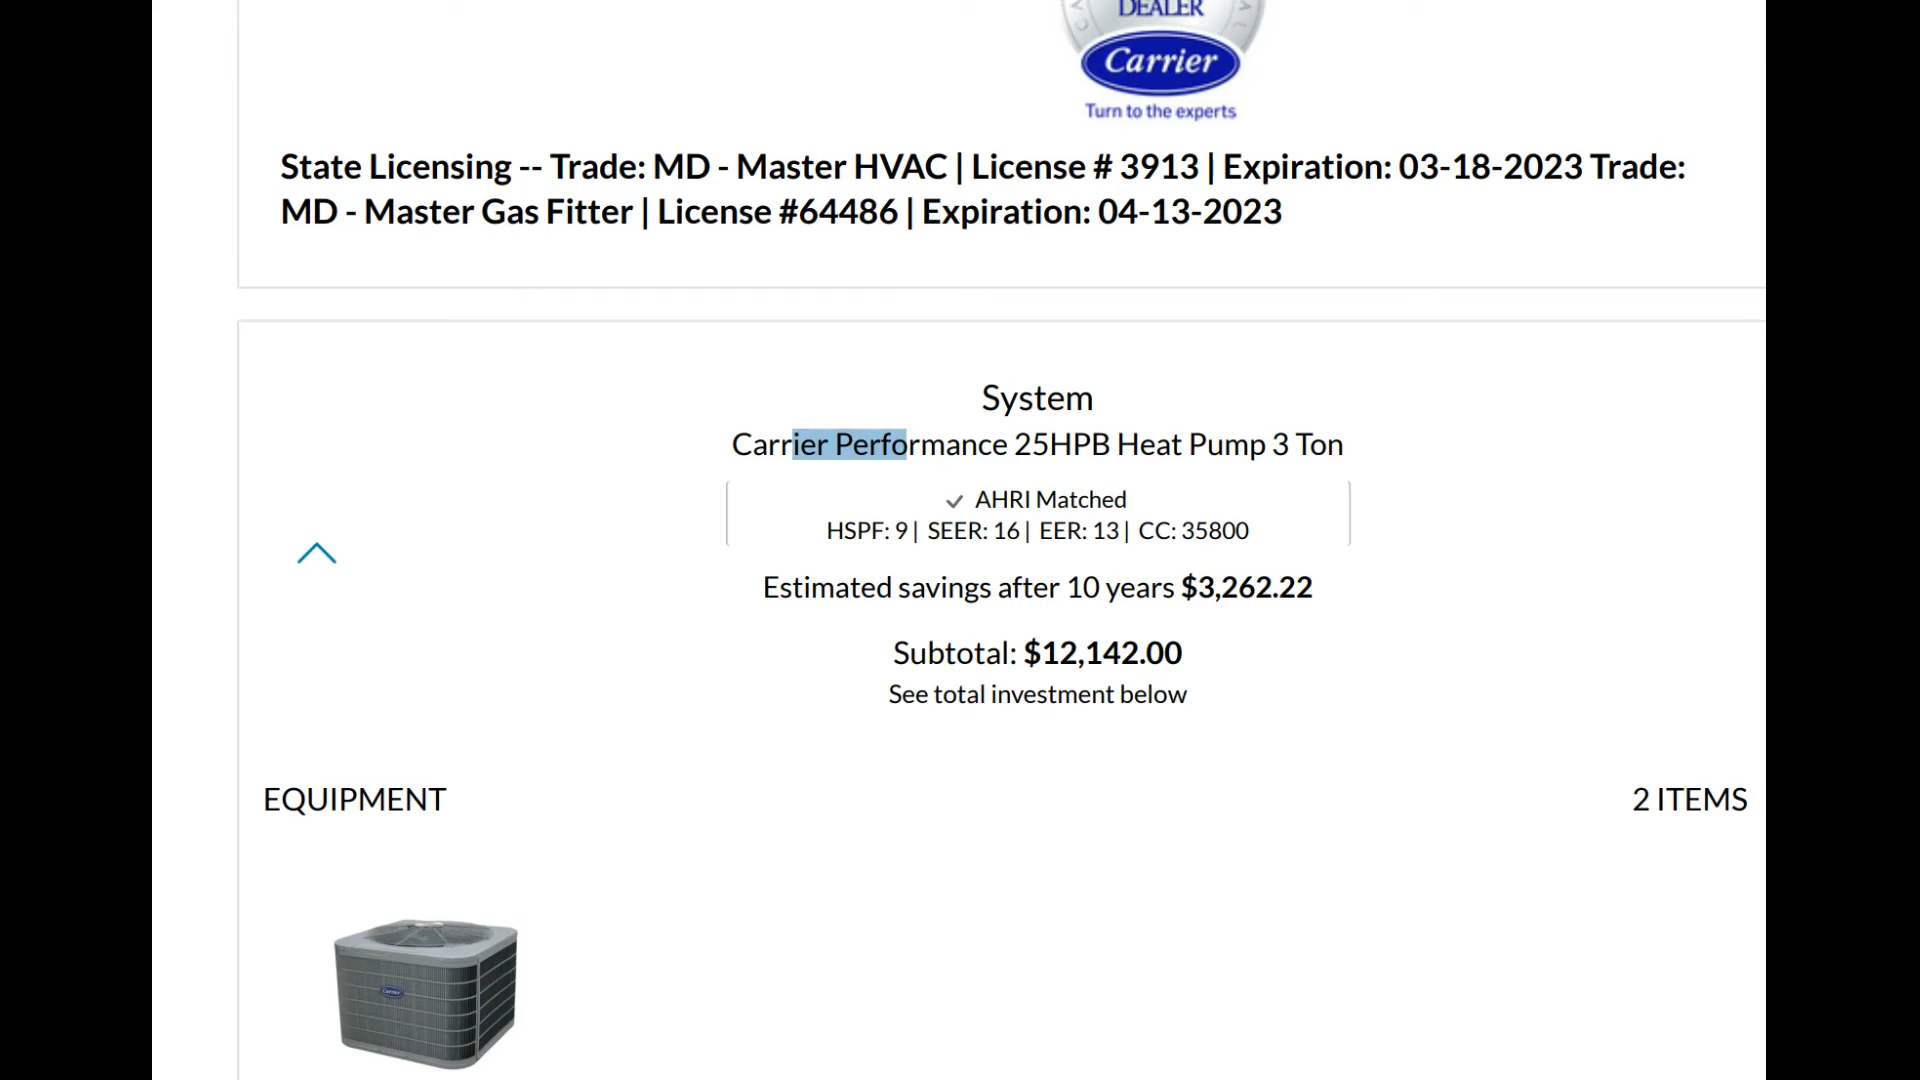 DEALER
Carrier
Turn to the experts
State Licensing -- Trade: MD - Master HVAC | License # 3913 | Expiration: 03-18-2023 Trade:
MD - Master Gas Fitter | License #64486 | Expiration: 04-13-2023
System
Carrier Performance 25HPB Heat Pump 3 Ton
AHRI Matched
HSPF: 9 | SEER: 16 | EER: 13 | CC: 35800
Estimated savings after 10 years $3,262.22
Subtotal: $12,142.00
See total investment below
EQUIPMENT
2 ITEMS
Carrier